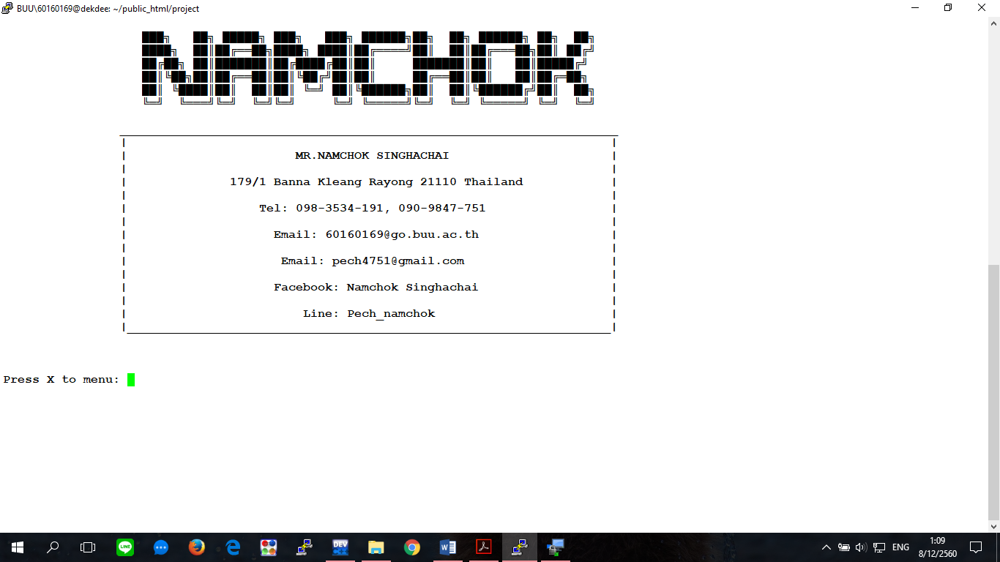 BUU\60160169@dekdee: ~/public_html/project
NAMCHOK
MR.NAMCHOK SINGHACHAI
179/1 Banna Kleang Rayong 21110 Thailand
Tel: 098-3534-191, 090-9847-751
Email: 60160169@go.buu.ac.th
Email: pech4751@gmail.com
Facebook: Namchok Singhachai
Line: Pech_namchok
Press X to menu:
LINE
DEV
ENG
1:09
8/12/2560